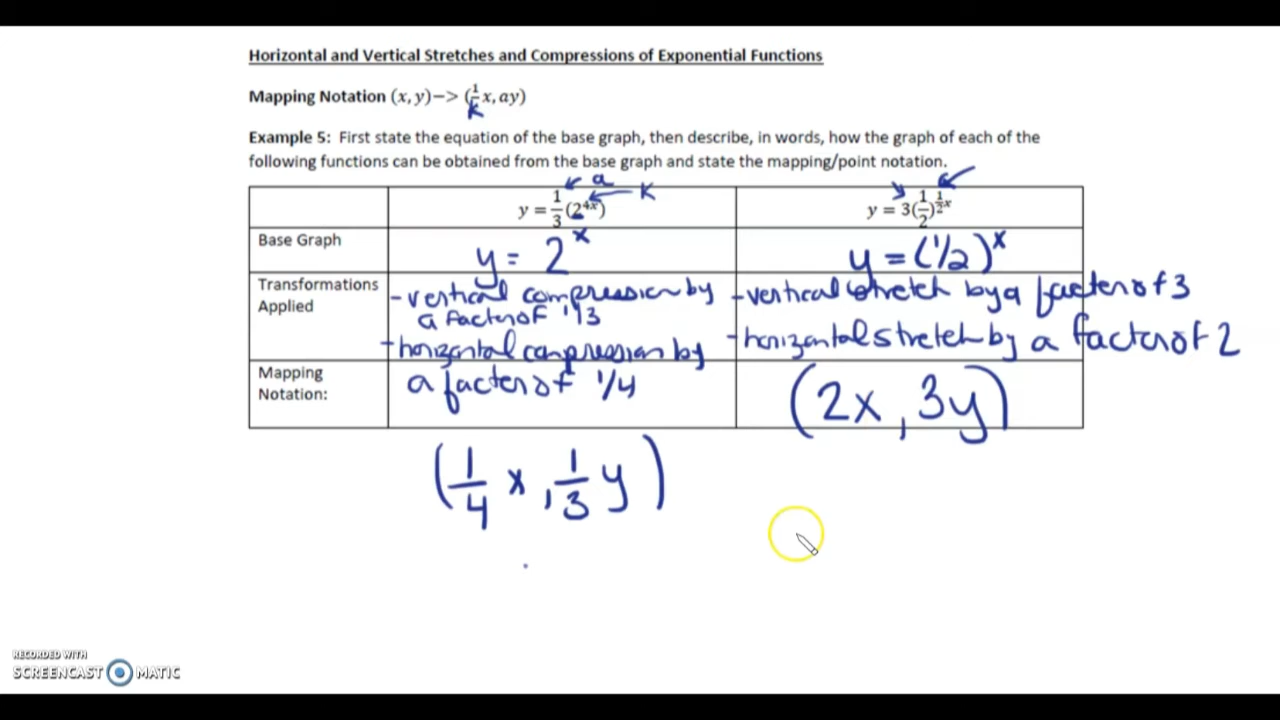 Horizontal and Vertical Stretches and Compressions of Exponential Functions
Mapping Notation (x, y)—> (1/k x, ay)
Example 5: First state the equation of the base graph, then describe, in words, how the graph of each of the
following functions can be obtained from the base graph and state the mapping/point notation.
a
K
y = 1/3(2^4x) y = 3(1/2)^1/2x
Base Graph y = 2^x y = (1/2)^x
Transformations Applied
-vertical compression by
a factor of 1/3
-horizontal compression by
a factor of 1/4
-vertical stretch by a factor of 3
-horizontal stretch by a factor of 2
Mapping
Notation:
(1/4 x, 1/3 y)
(2x, 3y)
RECORDED WITH
SCREENCAST MATIC